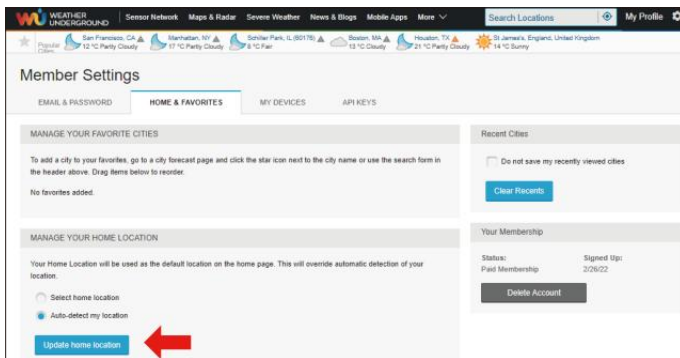 WEATHER UNDERGROUND
Sensor Network Maps & Radar Severe Weather News & Blogs Mobile Apps More
Search Locations
My Profile
Popular Cities
San Francisco, CA
12 °C Partly Cloudy
Manhattan, NY
17 °C Partly Cloudy
Schiller Park, IL (60176)
8 °C Fair
Boston, MA
13 °C Cloudy
Houston, TX
21 °C Partly Cloudy
St James's, England, United Kingdom
14 °C Sunny
Member Settings
EMAIL & PASSWORD HOME & FAVORITES MY DEVICES API KEYS
MANAGE YOUR FAVORITE CITIES
To add a city to your favorites, go to a city forecast page and click the star icon next to the city name or use the search form in
the header above. Drag items below to reorder.
No favorites added.
MANAGE YOUR HOME LOCATION
Your Home Location will be used as the default location on the home page. This will override automatic detection of your
location.
Select home location
Auto-detect my location
Update home location
Recent Cities
Do not save my recently viewed cities
Clear Recents
Your Membership
Status: Signed Up:
Paid Membership 2/26/22
Delete Account